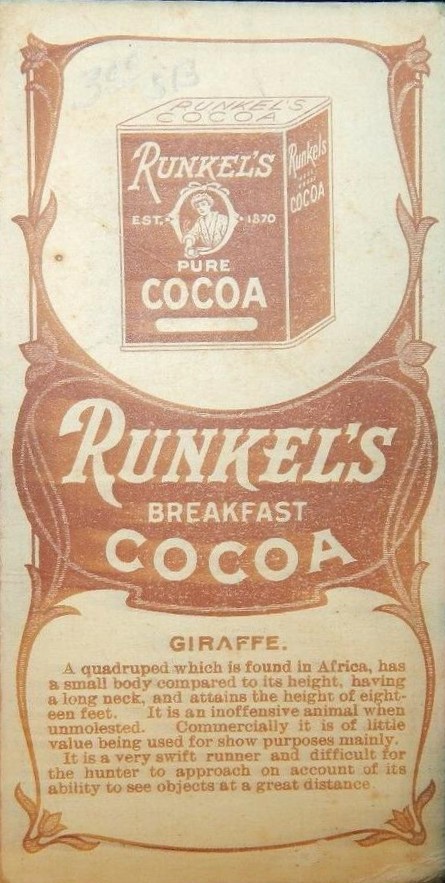 RUNKEL'S
COCOA
RUNKEL'S
EST. 1870
PURE
COCOA
Runkel's
COCOA
RUNKEL'S
BREAKFAST
COCOA
GIRAFFE.
A quadruped which is found in Africa, has
a small body compared to its height, having
a long neck, and attains the height of eight-
een feet. It is an inoffensive animal when
unmolested. Commercially it is of little
value being used for show purposes mainly.
It is a very swift runner and difficult for
the hunter to approach on account of its
ability to see objects at a great distance